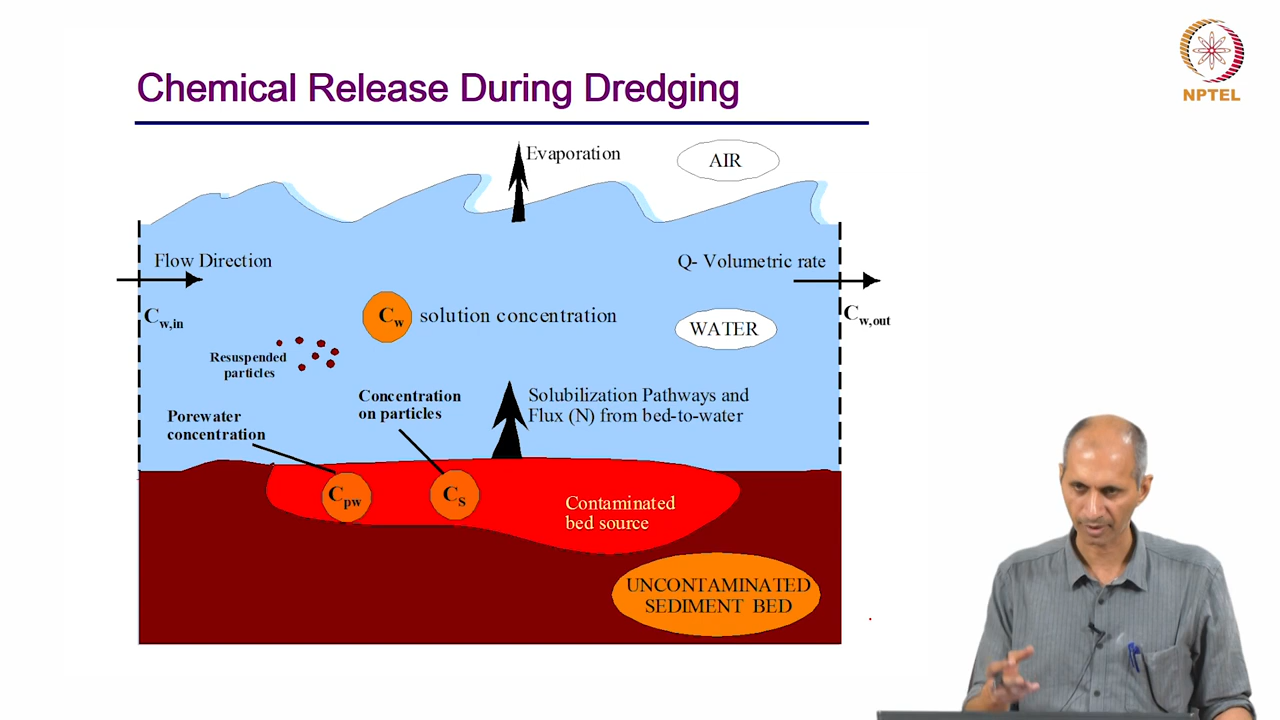 Chemical Release During Dredging
NPTEL
Evaporation
AIR
Flow Direction
Q- Volumetric rate
Cw,in
Cw
solution concentration
WATER
Cw,out
Resuspended
particles
Concentration
on particles
Solubilization Pathways and
Flux (N) from bed-to-water
Porewater
concentration
Cpw
Cs
Contaminated
bed source
UNCONTAMINATED
SEDIMENT BED